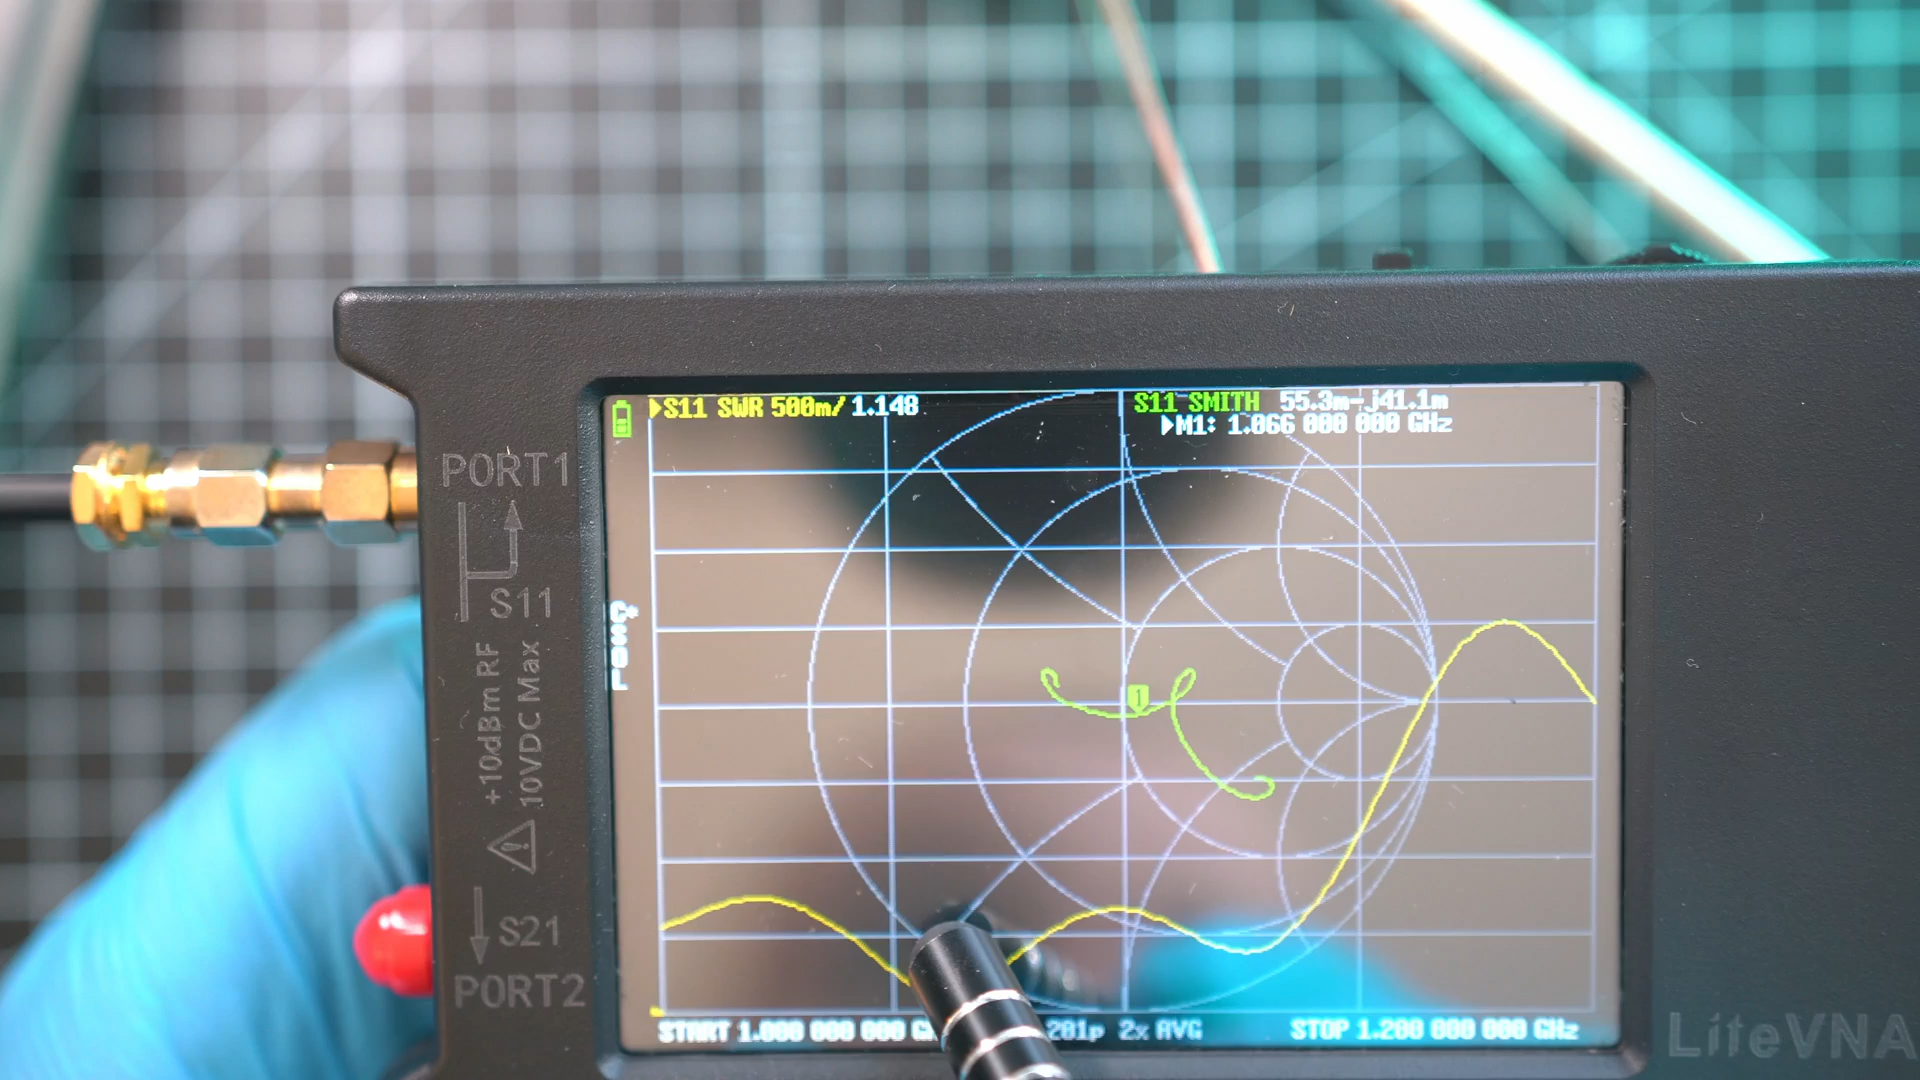 S11 SWR 500m/ 1.148
S11 SMITH 55.3m-j41.1m
M1: 1.066 000 000 GHz
1
PORT1
S11
+10dBm RF
10VDC Max
S21
PORT2
START 1.000 000 000
201p 2x AVG
STOP 1.200 000 000 GHz
LiteVNA